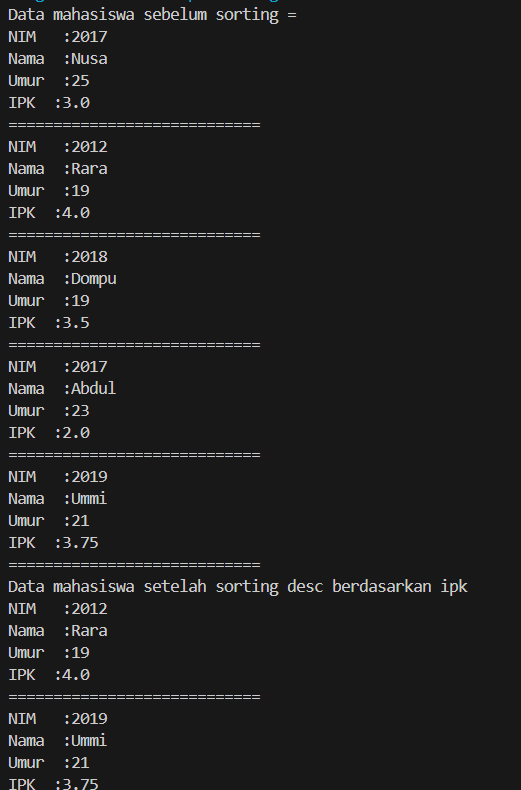 Data mahasiswa sebelum sorting =
NIM   :2017
Nama  :Nusa
Umur  :25
IPK  :3.0
============================
NIM   :2012
Nama  :Rara
Umur  :19
IPK  :4.0
============================
NIM   :2018
Nama  :Dompu
Umur  :19
IPK  :3.5
============================
NIM   :2017
Nama  :Abdul
Umur  :23
IPK  :2.0
============================
NIM   :2019
Nama  :Ummi
Umur  :21
IPK  :3.75
============================
Data mahasiswa setelah sorting desc berdasarkan ipk
NIM   :2012
Nama  :Rara
Umur  :19
IPK  :4.0
============================
NIM   :2019
Nama  :Ummi
Umur  :21
IPK  :3.75